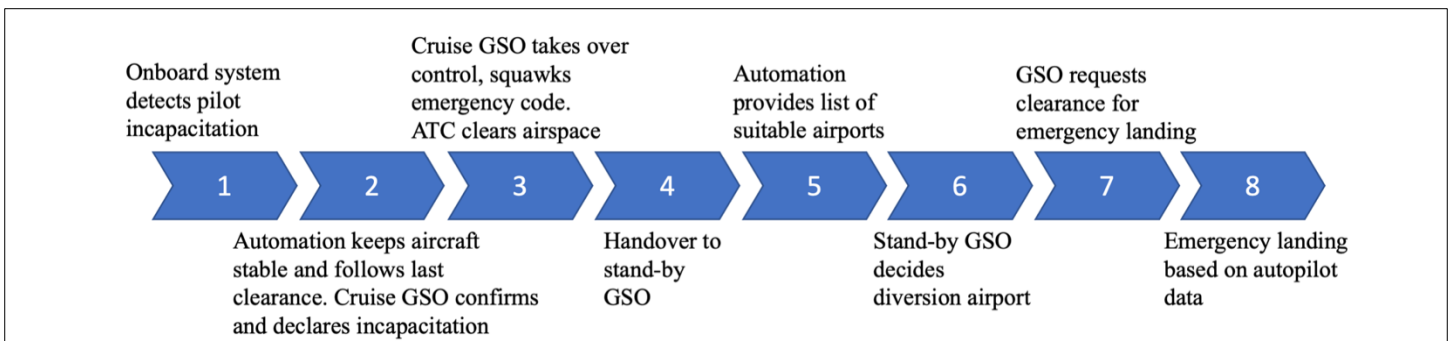 Onboard system
detects pilot
incapacitation
Cruise GSO takes over
control, squawks
emergency code.
ATC clears airspace
Automation
provides list of
suitable airports
GSO requests
clearance for
emergency landing
1
2
3
4
5
6
7
8
Automation keeps aircraft
stable and follows last
clearance. Cruise GSO confirms
and declares incapacitation
Handover to
stand-by
GSO
Stand-by GSO
decides
diversion airport
Emergency landing
based on autopilot
data